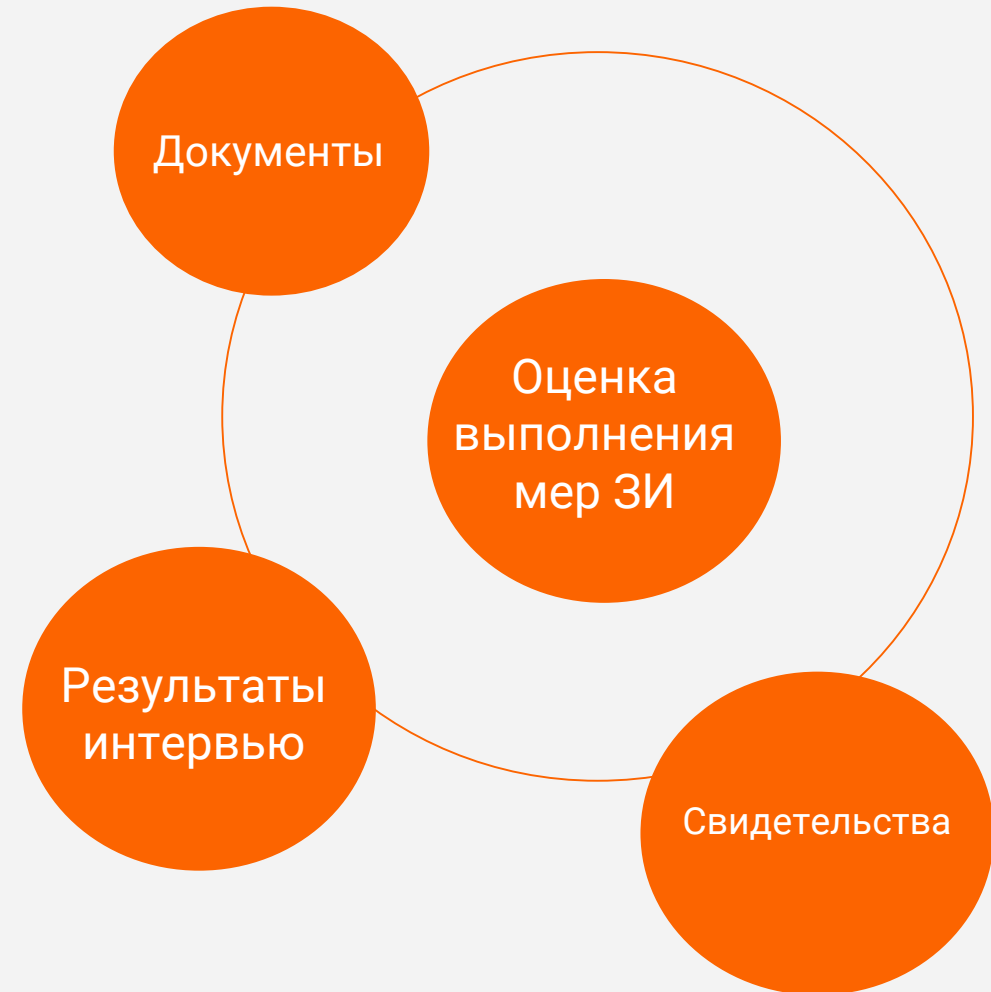 Документы
Оценка
выполнения
мер ЗИ
Результаты
интервью
Свидетельства